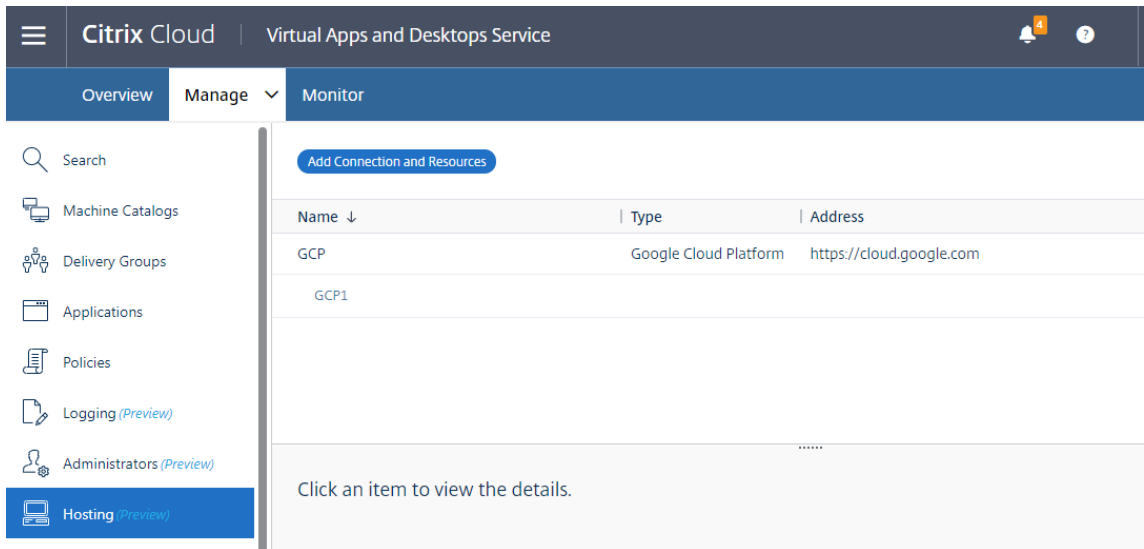 Citrix Cloud | Virtual Apps and Desktops Service 4 ?
Overview Manage Monitor
Search
Machine Catalogs
Delivery Groups
Applications
Policies
Logging (Preview)
Administrators (Preview)
Hosting (Preview)
Add Connection and Resources
Name ↓ Type Address
GCP Google Cloud Platform https://cloud.google.com
GCP1
Click an item to view the details.